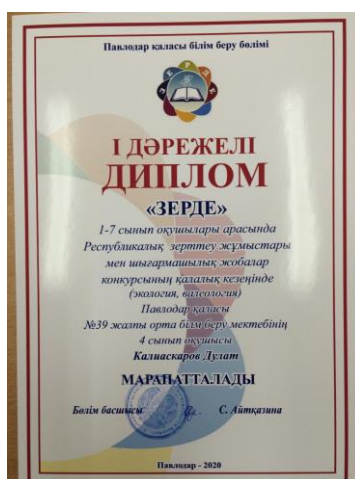 Павлодар қаласы білім беру бөлімі
ЗЕРДЕ
I ДӘРЕЖЕЛІ
ДИПЛОМ
«ЗЕРДЕ»
1-7 сынып оқушылары арасында
Республикалық зерттеу жұмыстары
мен шығармашылық жобалар
конкурсының қалалық кезеңінде
(экология, валеология)
Павлодар қаласы
№39 жалпы орта білім беру мектебінің
4 сынып оқушысы
Калиаскаров Дулат
МАРАПАТТАЛАДЫ
Бөлім басшысы С. Айтқазина
Павлодар - 2020